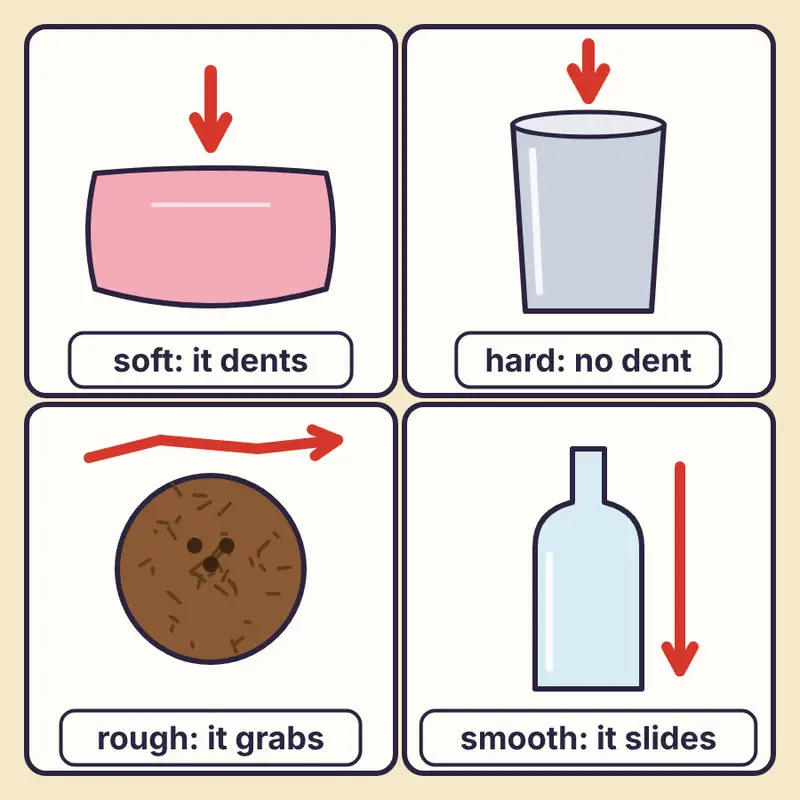 soft: it dents
hard: no dent
rough: it grabs
smooth: it slides